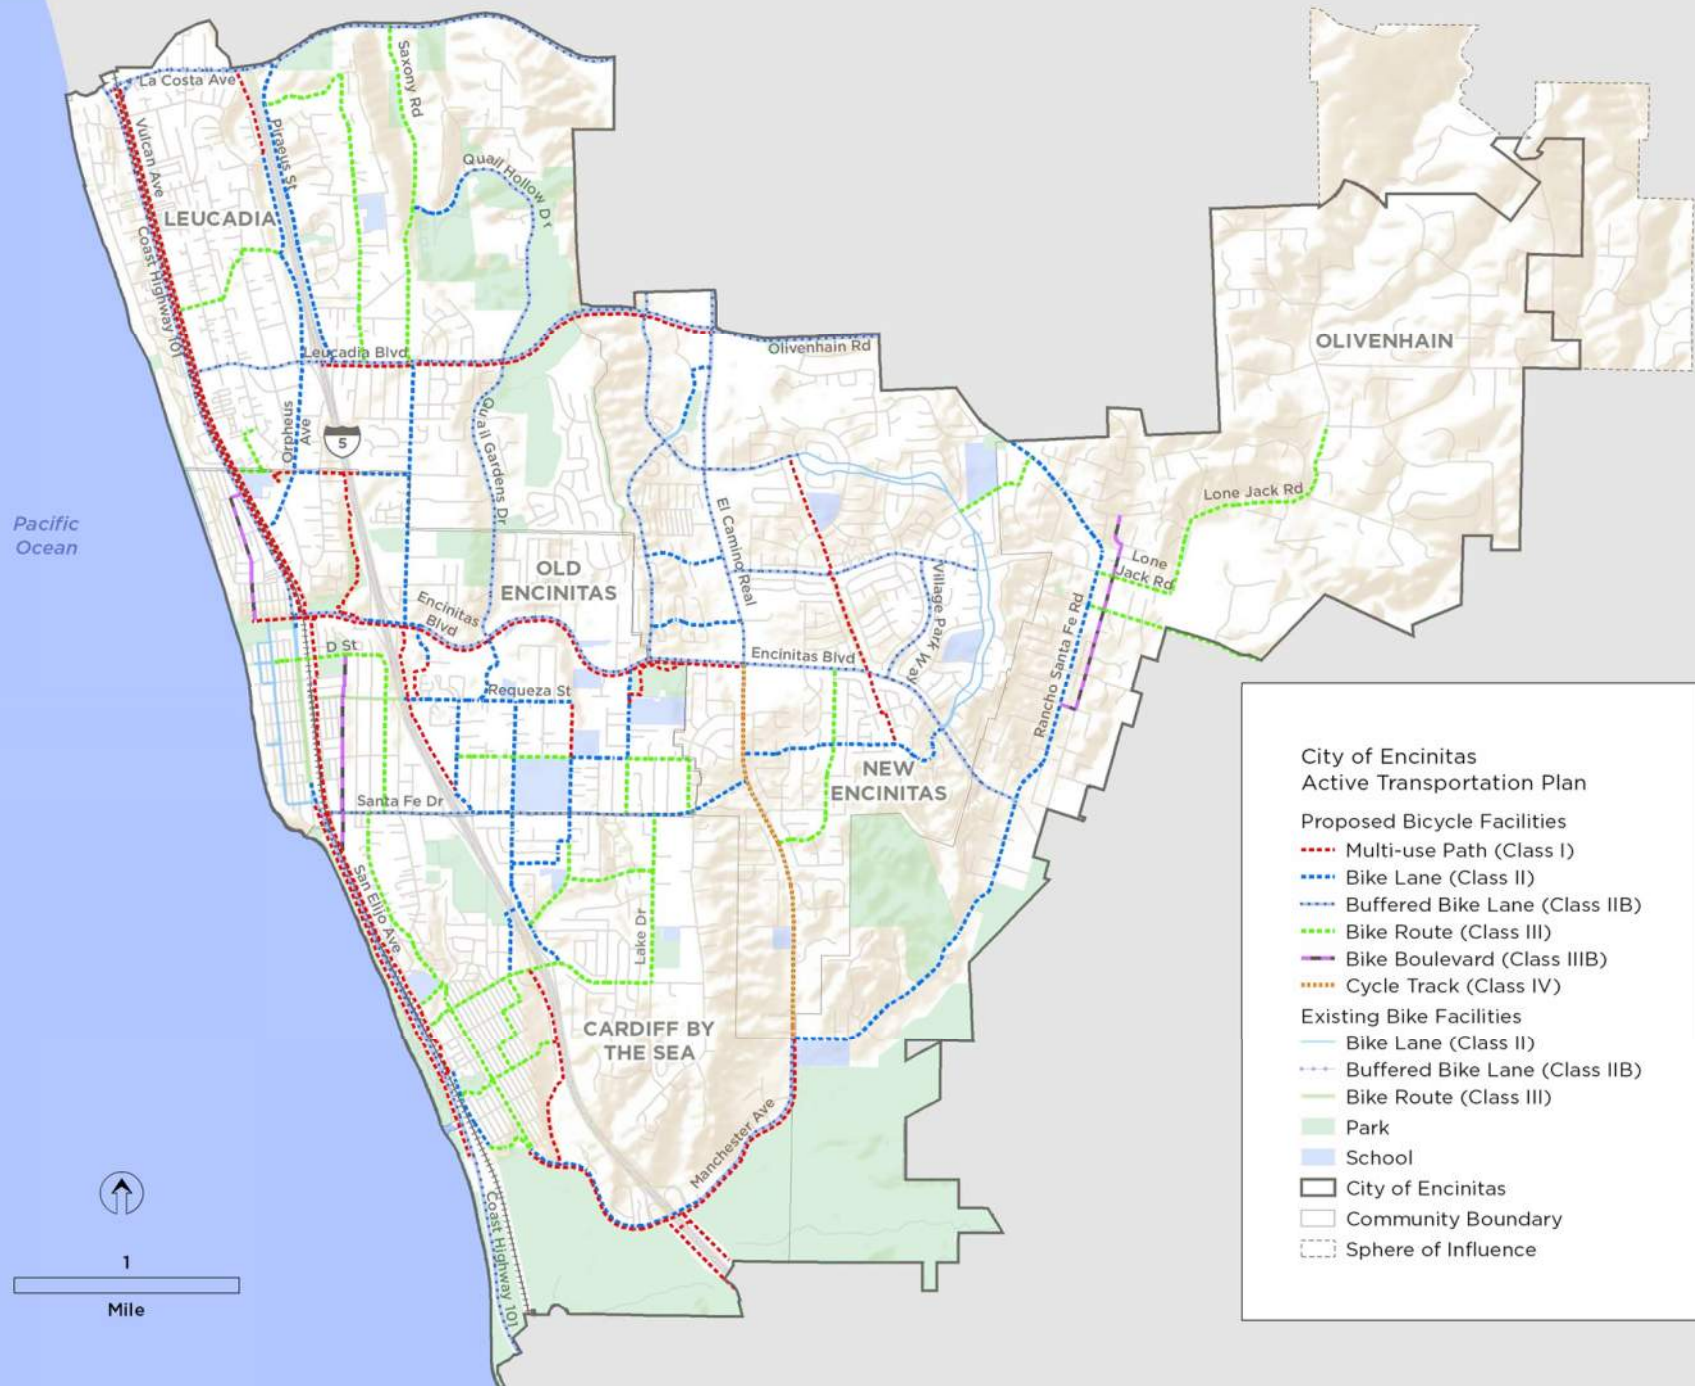 La Costa Ave
Saxony Rd
Vulcan Ave
Piraeus St
Quail Hollow Dr
LEUCADIA
Coast Highway 101
Leucadia Blvd
Olivenhain Rd
OLIVENHAIN
Orpheus
Ave
5
Quail Gardens Dr
Lone Jack Rd
Pacific
Ocean
El Camino Real
OLD
ENCINITAS
Lone
Jack Rd
Village Park Way
Encinitas
Blvd
Rancho Santa Fe Rd
D St
Encinitas Blvd
Requeza St
NEW
ENCINITAS
Santa Fe Dr
San Elijo Ave
Lake Dr
CARDIFF BY
THE SEA
Manchester Ave
Coast Highway 101
1
Mile
City of Encinitas
Active Transportation Plan
Proposed Bicycle Facilities
Multi-use Path (Class I)
Bike Lane (Class II)
Buffered Bike Lane (Class IIB)
Bike Route (Class III)
Bike Boulevard (Class IIIB)
Cycle Track (Class IV)
Existing Bike Facilities
Bike Lane (Class II)
Buffered Bike Lane (Class IIB)
Bike Route (Class III)
Park
School
City of Encinitas
Community Boundary
Sphere of Influence